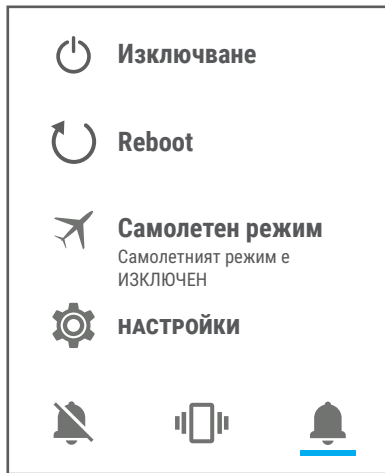 Изключване
Reboot
Самолетен режим
Самолетният режим е
ИЗКЛЮЧЕН
НАСТРОЙКИ